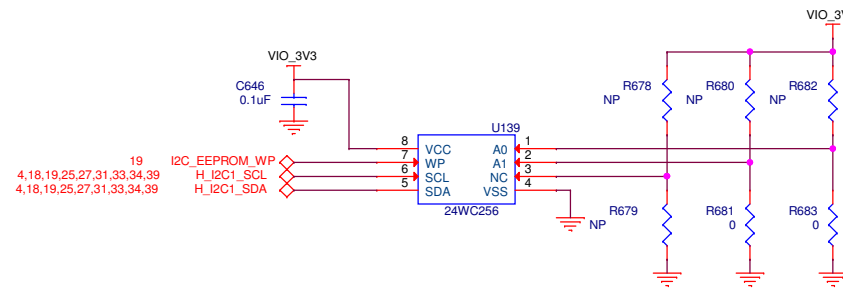 VIO_3V
VIO_3V3
C646
0.1uF
R678
NP
R680
NP
R682
U139
8 VCC A0 1
19 I2C_EEPROM_WP 7 WP A1 2
4,18,19,25,27,31,33,34,39 H_I2C1_SCL 6 SCL NC 3
4,18,19,25,27,31,33,34,39 H_I2C1_SDA 5 SDA VSS 4
24WC256
R679
NP
R681
0
R683
0